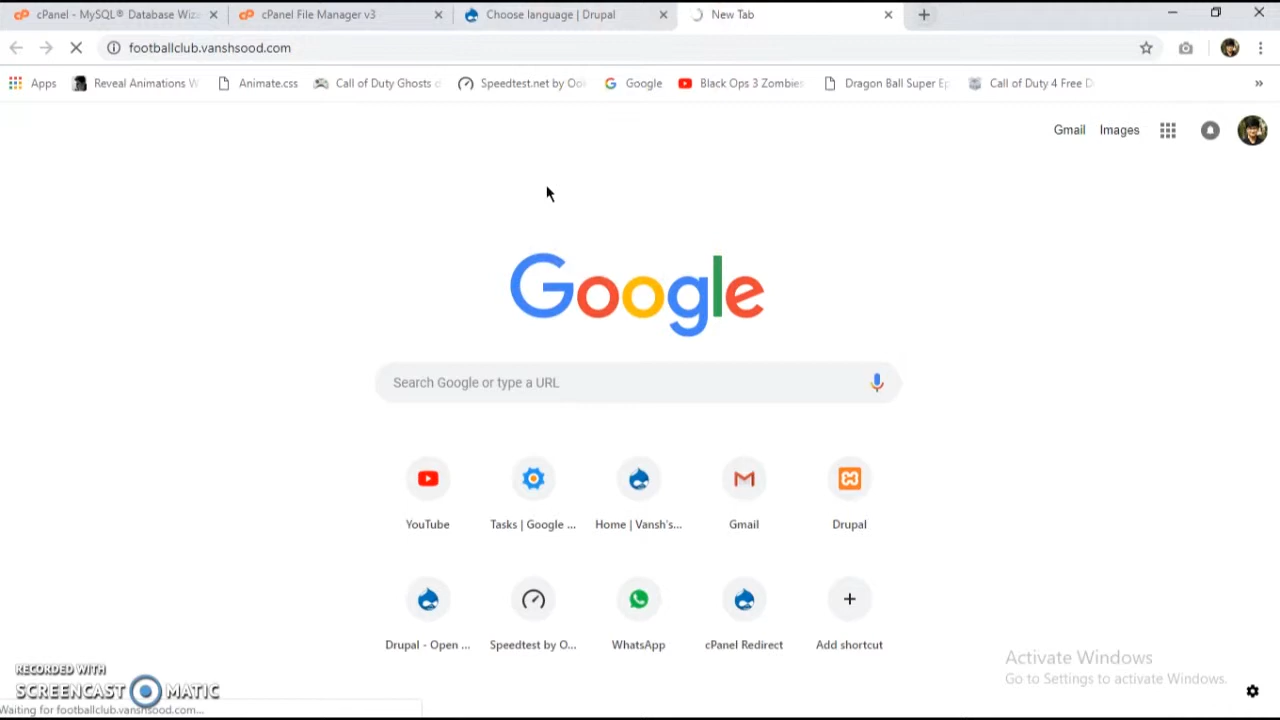 cPanel - MySQL® Database Wiz
cPanel File Manager v3
Choose language | Drupal
New Tab
footballclub.vanshsood.com
Apps
Reveal Animations W
Animate.css
Call of Duty Ghosts
Speedtest.net by Oo
Google
Black Ops 3 Zombies
Dragon Ball Super Ep
Call of Duty 4 Free D
»
Gmail
Images
Google
Search Google or type a URL
YouTube
Tasks | Google ...
Home | Vansh's...
Gmail
Drupal
Drupal - Open ...
Speedtest by O...
WhatsApp
cPanel Redirect
Add shortcut
Activate Windows
Go to Settings to activate Windows.
RECORDED WITH
SCREENCAST MATIC
Waiting for footballclub.vanshsood.com...